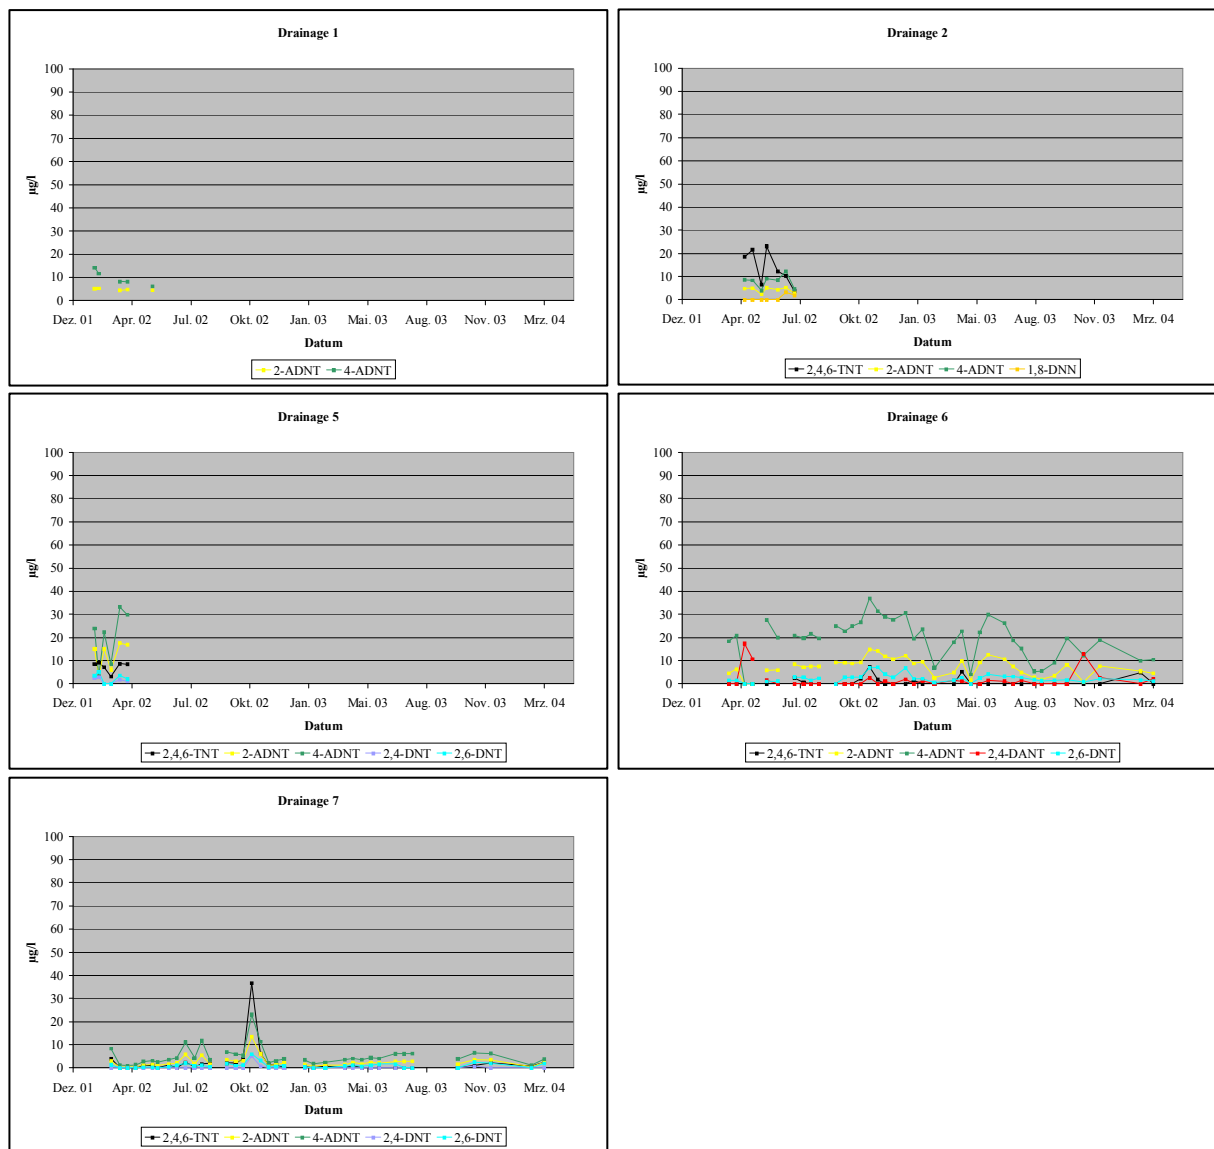 Drainage 1
100
90
80
70
60
50
40
30
20
10
0
µg/l
Dez. 01 Apr. 02 Jul. 02 Okt. 02 Jan. 03 Mai. 03 Aug. 03 Nov. 03 Mrz. 04
Datum
2-ADNT 4-ADNT
Drainage 2
100
90
80
70
60
50
40
30
20
10
0
µg/l
Dez. 01 Apr. 02 Jul. 02 Okt. 02 Jan. 03 Mai. 03 Aug. 03 Nov. 03 Mrz. 04
Datum
2,4,6-TNT 2-ADNT 4-ADNT 1,8-DNN
Drainage 5
100
90
80
70
60
50
40
30
20
10
0
µg/l
Dez. 01 Apr. 02 Jul. 02 Okt. 02 Jan. 03 Mai. 03 Aug. 03 Nov. 03 Mrz. 04
Datum
2,4,6-TNT 2-ADNT 4-ADNT 2,4-DNT 2,6-DNT
Drainage 6
100
90
80
70
60
50
40
30
20
10
0
µg/l
Dez. 01 Apr. 02 Jul. 02 Okt. 02 Jan. 03 Mai. 03 Aug. 03 Nov. 03 Mrz. 04
Datum
2,4,6-TNT 2-ADNT 4-ADNT 2,4-DANT 2,6-DNT
Drainage 7
100
90
80
70
60
50
40
30
20
10
0
µg/l
Dez. 01 Apr. 02 Jul. 02 Okt. 02 Jan. 03 Mai. 03 Aug. 03 Nov. 03 Mrz. 04
Datum
2,4,6-TNT 2-ADNT 4-ADNT 2,4-DNT 2,6-DNT